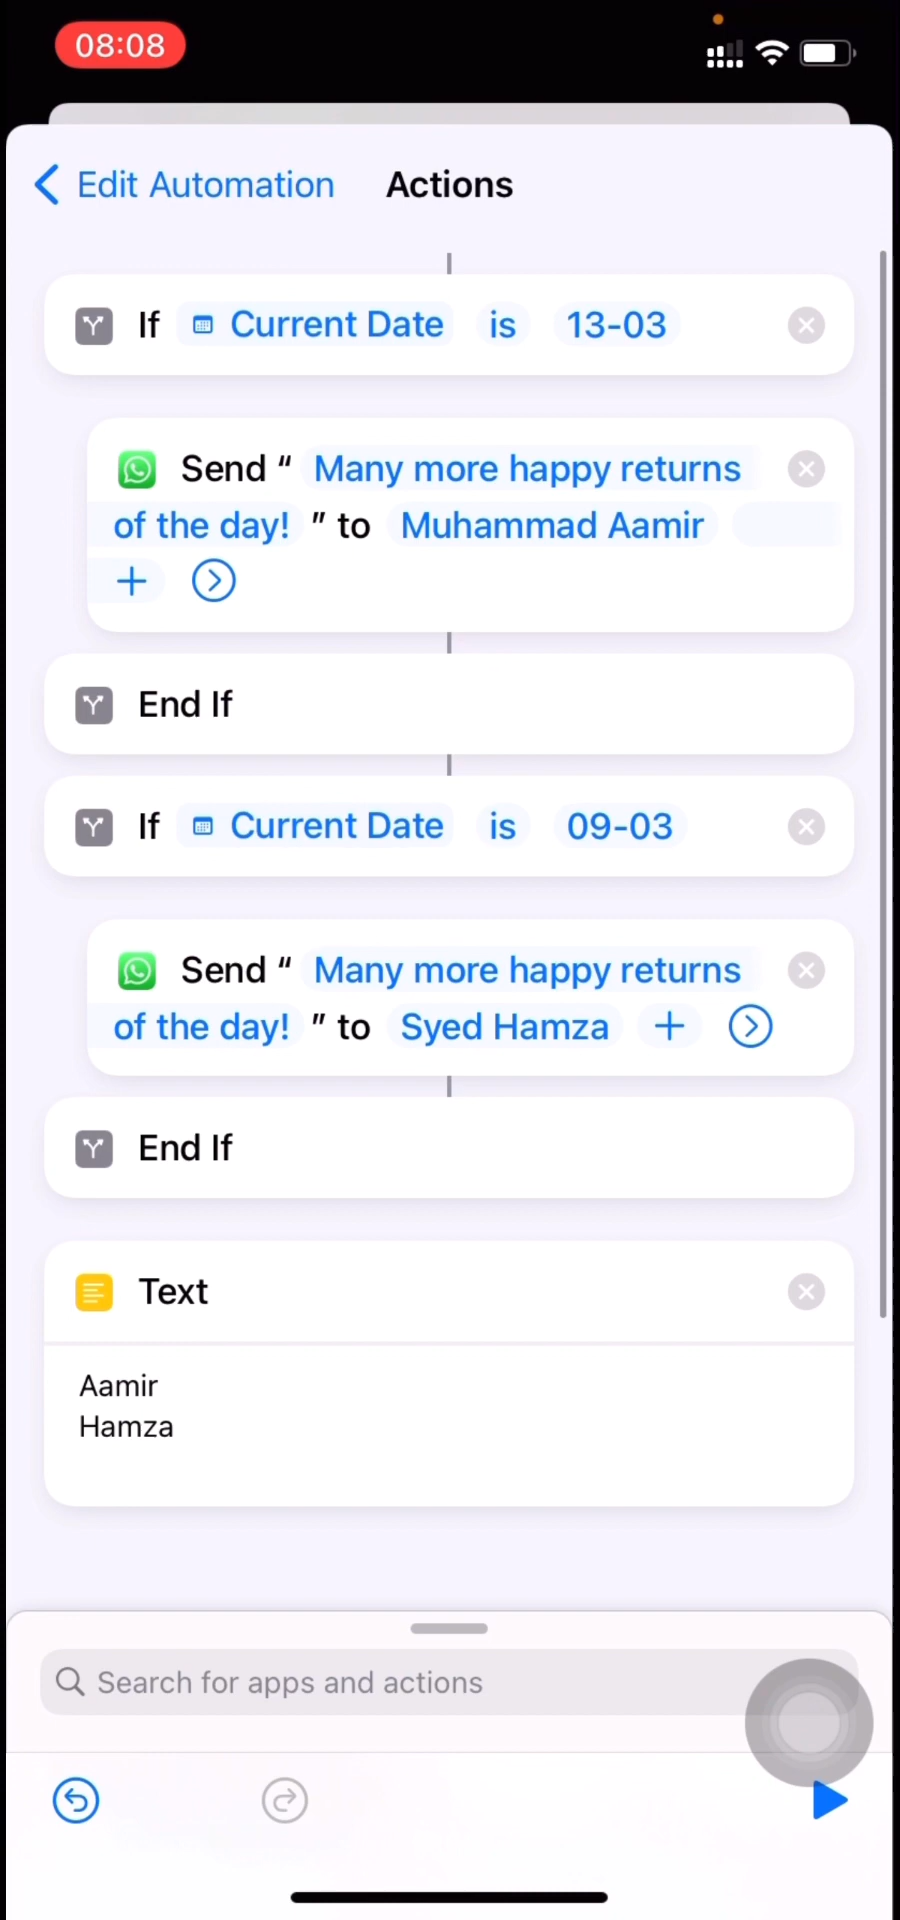 08:08
Edit Automation Actions
If Current Date is 13-03
Send “ Many more happy returns
of the day! ” to Muhammad Aamir
End If
If Current Date is 09-03
Send “ Many more happy returns
of the day! ” to Syed Hamza
End If
Text
Aamir
Hamza
Search for apps and actions